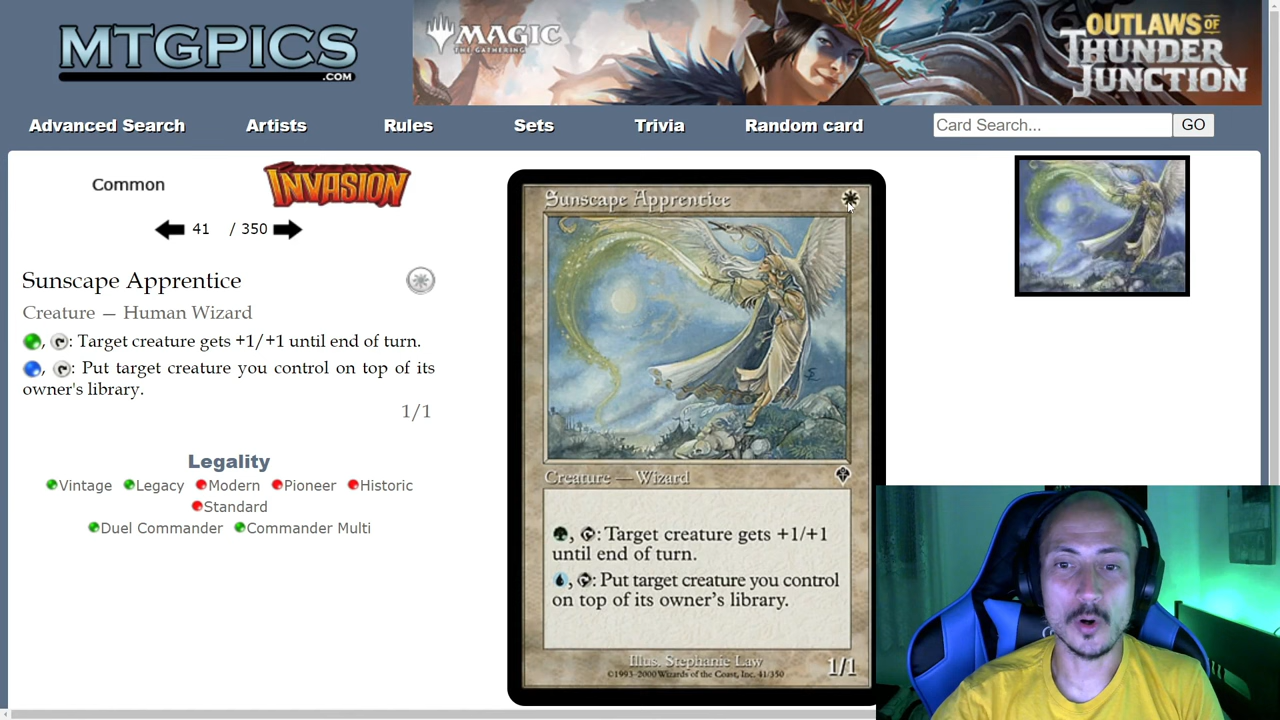 MTGPICS
.COM
MAGIC
THE GATHERING
OUTLAWS OF
THUNDER
JUNCTION
Advanced Search Artists Rules Sets Trivia Random card Card Search... GO
Common INVASION
41 / 350
Sunscape Apprentice
Creature — Human Wizard
, : Target creature gets +1/+1 until end of turn.
, : Put target creature you control on top of its
owner's library.
1/1
Legality
Vintage Legacy Modern Pioneer Historic
Standard
Duel Commander Commander Multi
Sunscape Apprentice
Creature — Wizard
, : Target creature gets +1/+1
until end of turn.
, : Put target creature you control
on top of its owner's library.
Illus. Stephanie Law
©1993-2000 Wizards of the Coast, Inc. 41/350
1/1